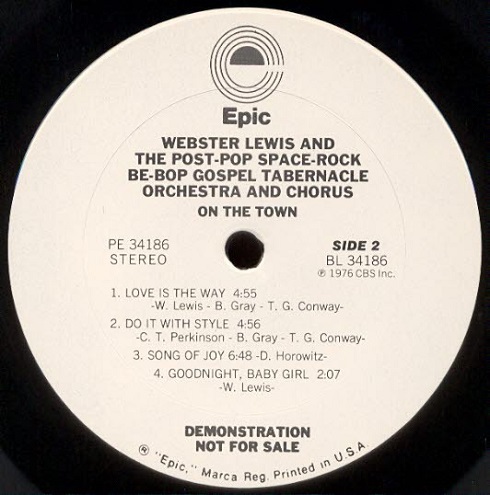 Epic
WEBSTER LEWIS AND
THE POST-POP SPACE-ROCK
BE-BOP GOSPEL TABERNACLE
ORCHESTRA AND CHORUS
ON THE TOWN
PE 34186
STEREO
SIDE 2
BL 34186
℗ 1976 CBS Inc.
1. LOVE IS THE WAY 4:55
-W. Lewis - B. Gray - T. G. Conway-
2. DO IT WITH STYLE 4:56
-C. T. Perkinson - B. Gray - T. G. Conway-
3. SONG OF JOY 6:48 -D. Horowitz-
4. GOODNIGHT, BABY GIRL 2:07
-W. Lewis-
DEMONSTRATION
NOT FOR SALE
® "Epic," Marca Reg. Printed in U.S.A.